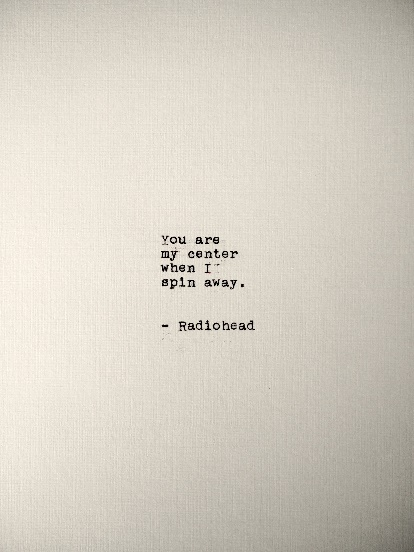 You are
my center
when I
spin away.
- Radiohead